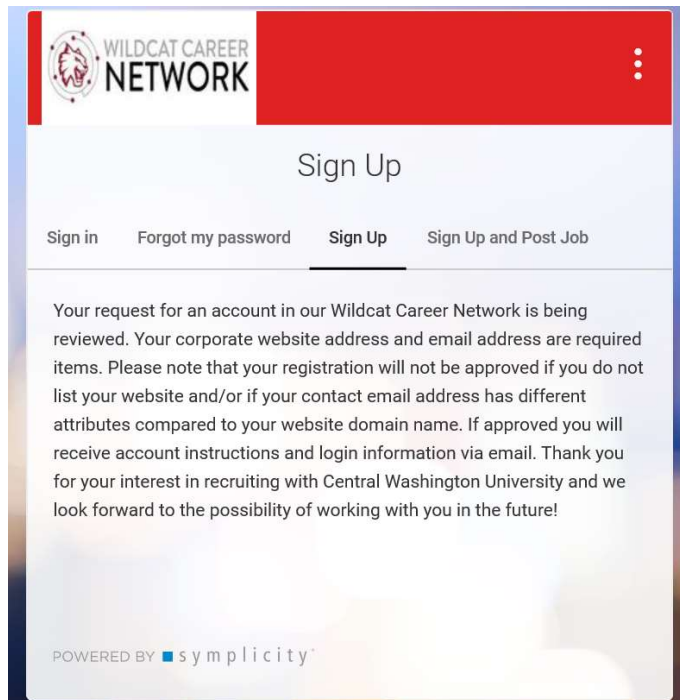 WILDCAT CAREER
NETWORK
Sign Up
Sign in Forgot my password Sign Up Sign Up and Post Job
Your request for an account in our Wildcat Career Network is being
reviewed. Your corporate website address and email address are required
items. Please note that your registration will not be approved if you do not
list your website and/or if your contact email address has different
attributes compared to your website domain name. If approved you will
receive account instructions and login information via email. Thank you
for your interest in recruiting with Central Washington University and we
look forward to the possibility of working with you in the future!
POWERED BY symplicity